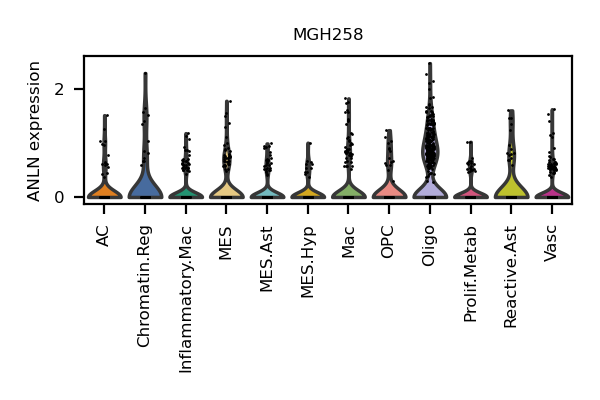 MGH258
ANLN expression
2
0
AC
Chromatin.Reg
Inflammatory.Mac
MES
MES.Ast
MES.Hyp
Mac
OPC
Oligo
Prolif.Metab
Reactive.Ast
Vasc